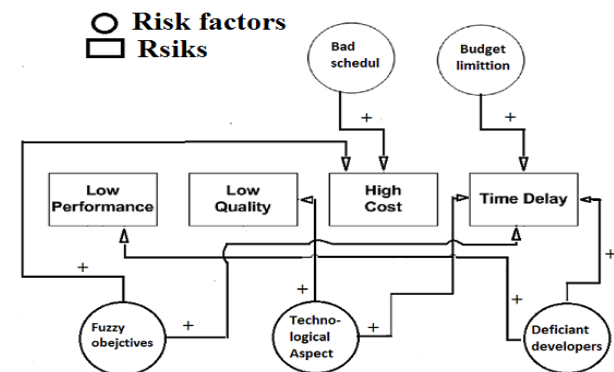 Risk factors
Rsiks
Bad
schedul
Budget
limittion
+
+
Low
Performance
Low
Quality
High
Cost
Time Delay
+
+
+
+
+
+
Fuzzy
obejctives
Techno-
logical
Aspect
Deficiant
developers